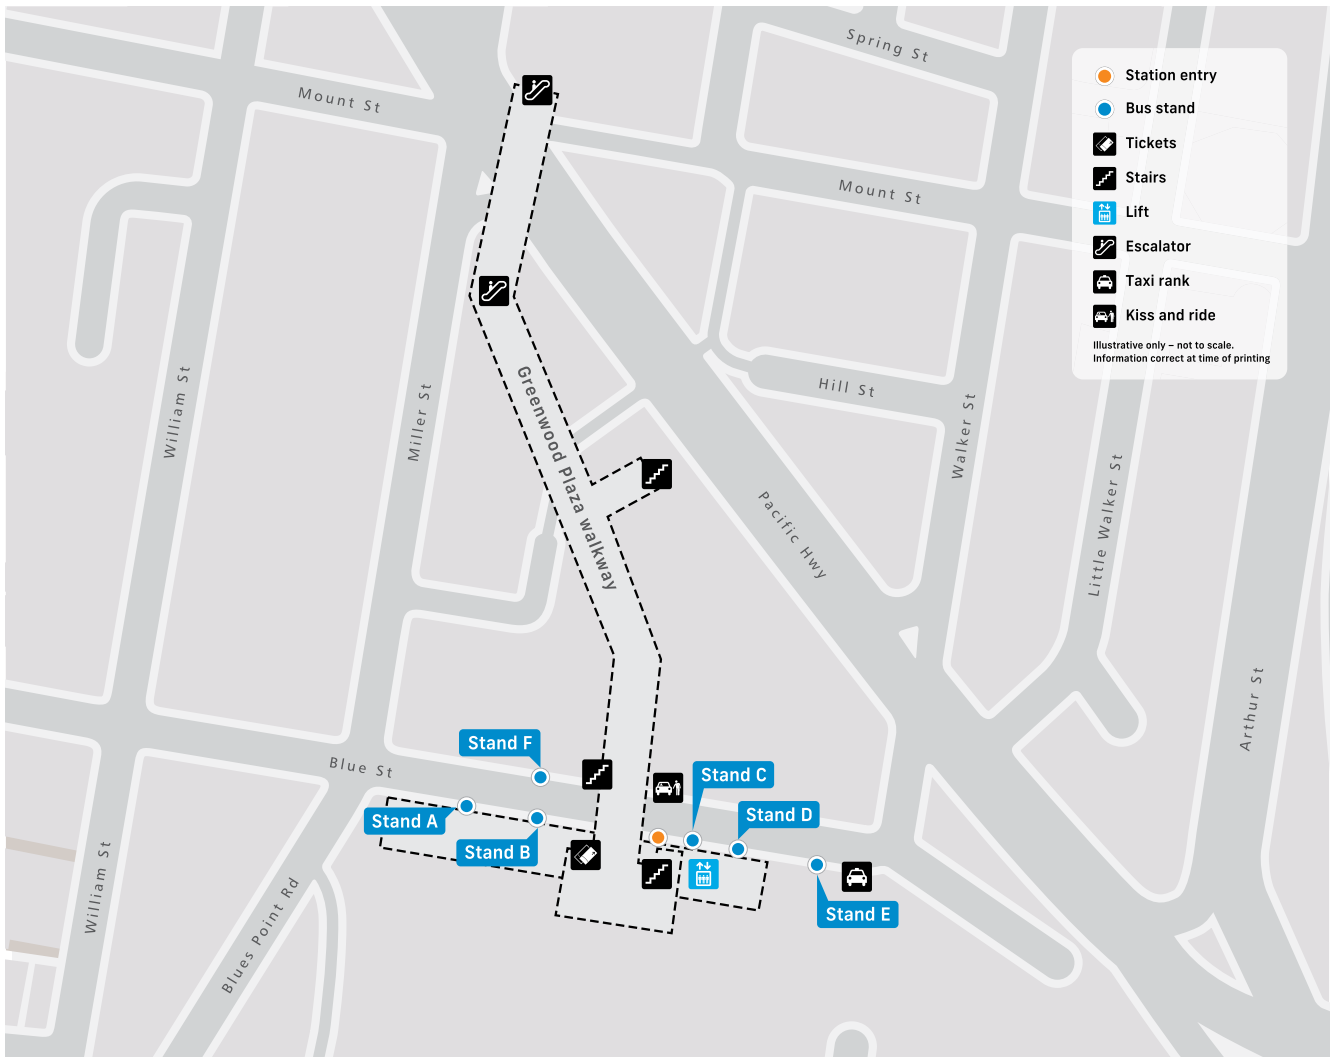 Spring St
Station entry
Bus stand
Tickets
Stairs
Lift
Escalator
Taxi rank
Kiss and ride
Illustrative only – not to scale.
Information correct at time of printing
Mount St
Mount St
William St
Miller St
Greenwood Plaza walkway
Hill St
Walker St
Little Walker St
Pacific Hwy
Arthur St
Blue St
Stand F
Stand C
Stand A
Stand D
Stand B
Stand E
William St
Blues Point Rd